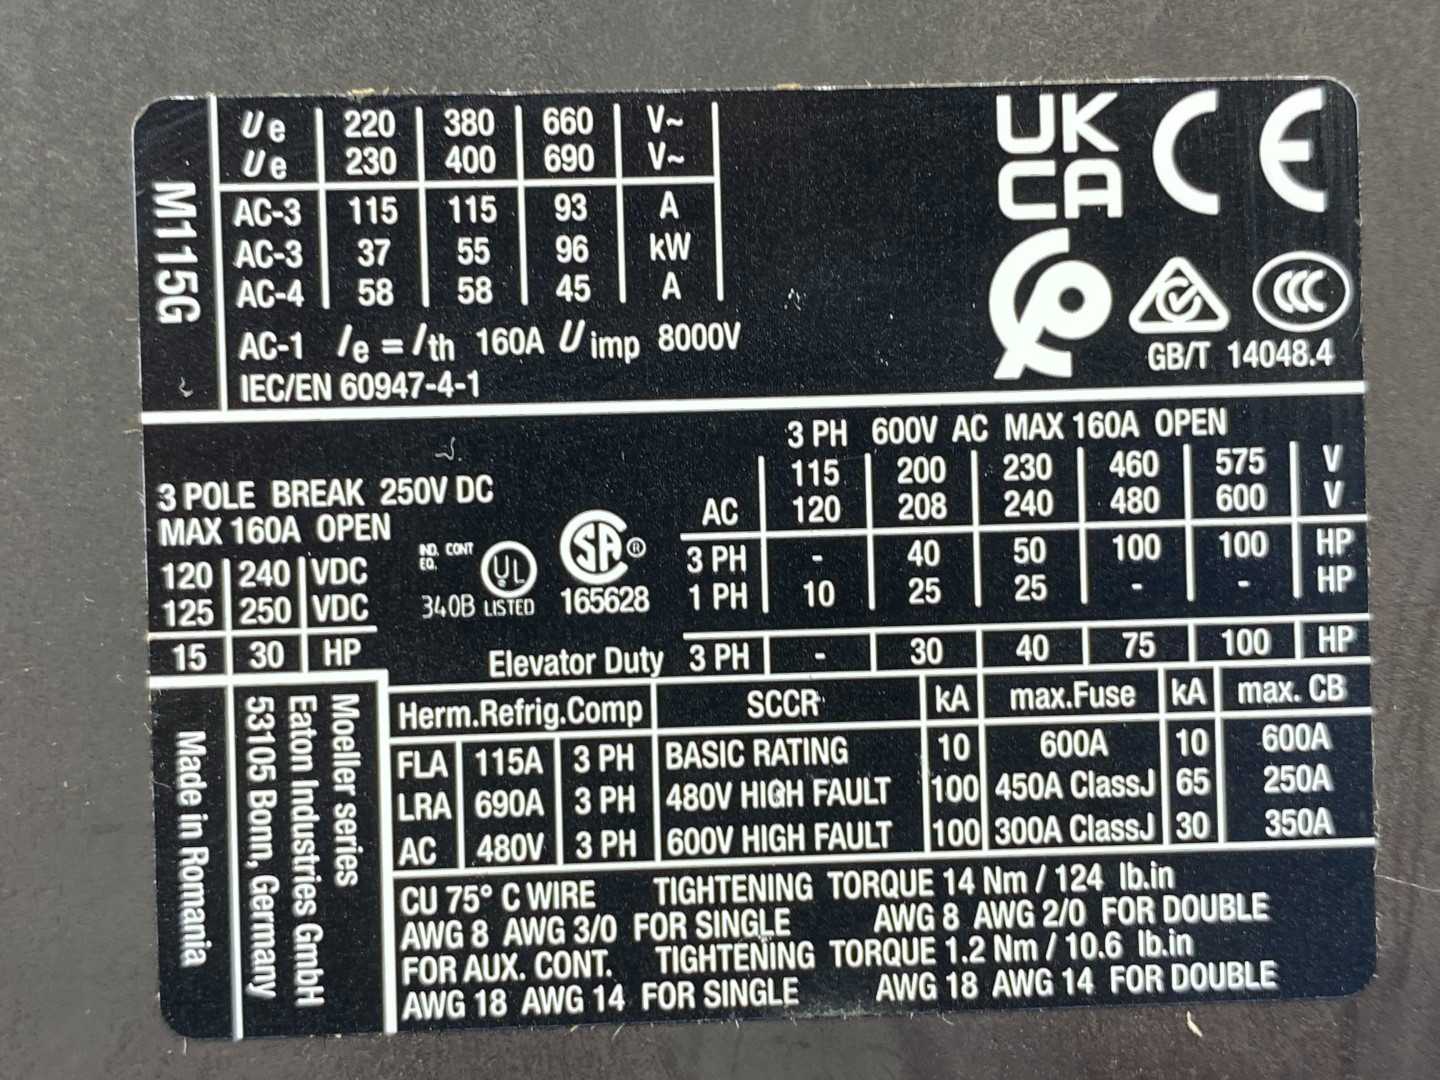 M115G
Ue 220 380 660 V~
Ue 230 400 690 V~
AC-3 115 115 93 A
AC-3 37 55 96 kW
AC-4 58 58 45 A
AC-1 Ie = Ith 160A Uimp 8000V
IEC/EN 60947-4-1
UK
CA
CE
CCC
GB/T 14048.4
3 POLE BREAK 250V DC
MAX 160A OPEN
120 240 VDC
125 250 VDC
15 30 HP
IND. CONT
EQ.
UL
340B LISTED
SA ®
165628
3 PH 600V AC MAX 160A OPEN
115 200 230 460 575 V
AC 120 208 240 480 600 V
3 PH - 40 50 100 100 HP
1 PH 10 25 25 - - HP
Elevator Duty 3 PH - 30 40 75 100 HP
Made in Romania
Moeller series
Eaton Industries GmbH
53105 Bonn, Germany
Herm.Refrig.Comp SCCR kA max.Fuse kA max. CB
FLA 115A 3 PH BASIC RATING 10 600A 10 600A
LRA 690A 3 PH 480V HIGH FAULT 100 450A ClassJ 65 250A
AC 480V 3 PH 600V HIGH FAULT 100 300A ClassJ 30 350A
CU 75° C WIRE TIGHTENING TORQUE 14 Nm / 124 lb.in
AWG 8 AWG 3/0 FOR SINGLE AWG 8 AWG 2/0 FOR DOUBLE
FOR AUX. CONT. TIGHTENING TORQUE 1.2 Nm / 10.6 lb.in
AWG 18 AWG 14 FOR SINGLE AWG 18 AWG 14 FOR DOUBLE